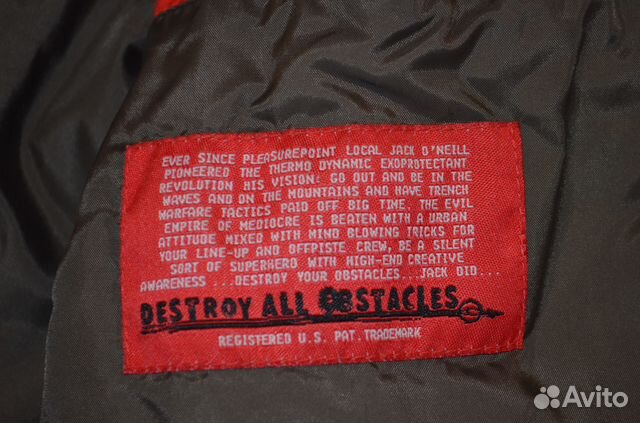 EVER SINCE PLEASUREPOINT LOCAL JACK O'NEILL
PIONEERED THE THERMO DYNAMIC EXOPROTECTANT
REVOLUTION HIS VISION: GO OUT AND BE IN THE
WAVES AND ON THE MOUNTAINS AND HAVE TRENCH
WARFARE TACTICS PAID OFF BIG TIME. THE EVIL
EMPIRE OF MEDIOCRE IS BEATEN WITH A URBAN
ATTITUDE MIXED WITH MIND BLOWING TRICKS FOR
YOUR LINE-UP AND OFFPISTE CREW, BE A SILENT
SORT OF SUPERHERO WITH HIGH-END CREATIVE
AWARENESS ...DESTROY YOUR OBSTACLES...JACK DID...
DESTROY ALL OBSTACLES
REGISTERED U.S. PAT. TRADEMARK
Avito